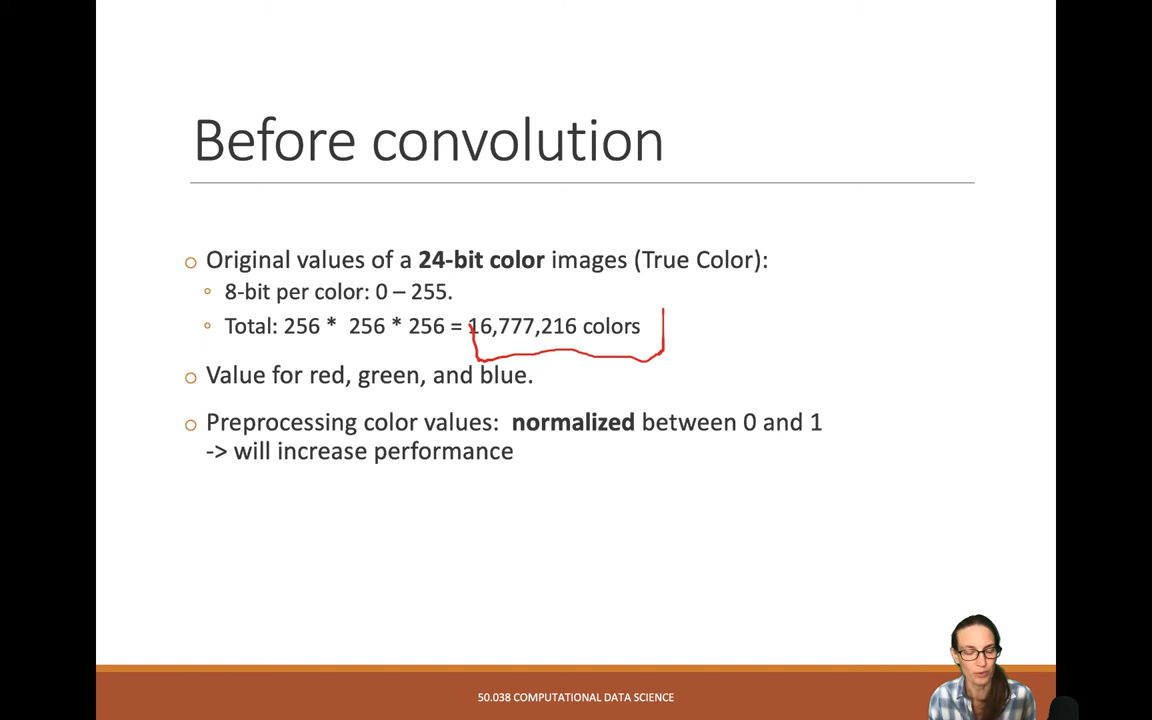 Before convolution
Original values of a 24-bit color images (True Color):
8-bit per color: 0 – 255.
Total: 256 * 256 * 256 = 16,777,216 colors
Value for red, green, and blue.
Preprocessing color values: normalized between 0 and 1
-> will increase performance
50.038 COMPUTATIONAL DATA SCIENCE